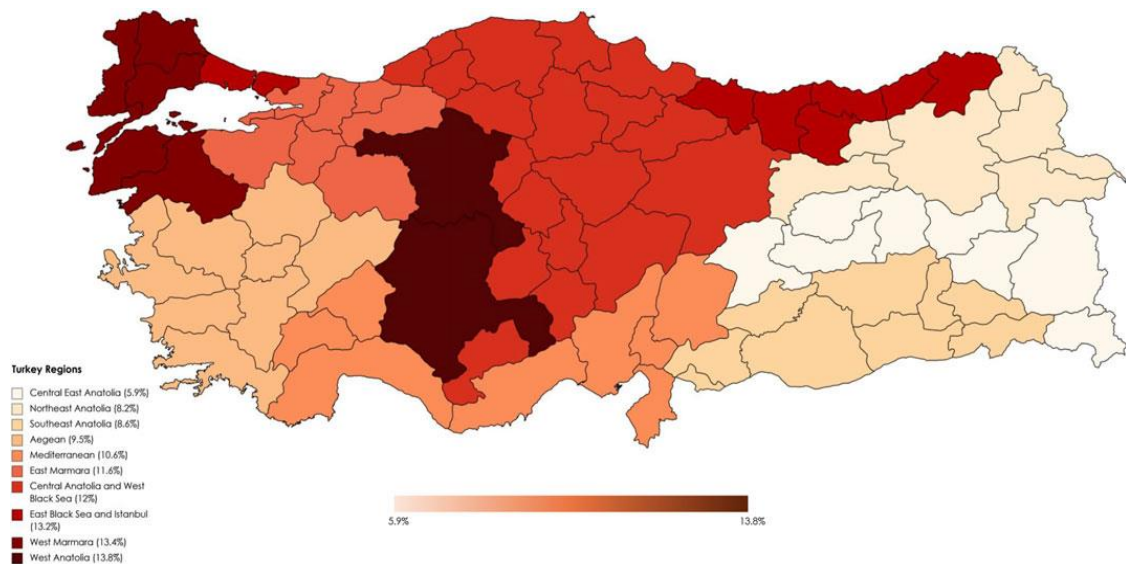 Turkey Regions
Central East Anatolia (5.9%)
Northeast Anatolia (8.2%)
Southeast Anatolia (8.6%)
Aegean (9.5%)
Mediterranean (10.6%)
East Marmara (11.6%)
Central Anatolia and West
Black Sea (12%)
East Black Sea and Istanbul
(13.2%)
West Marmara (13.4%)
West Anatolia (13.8%)
5.9%
13.8%